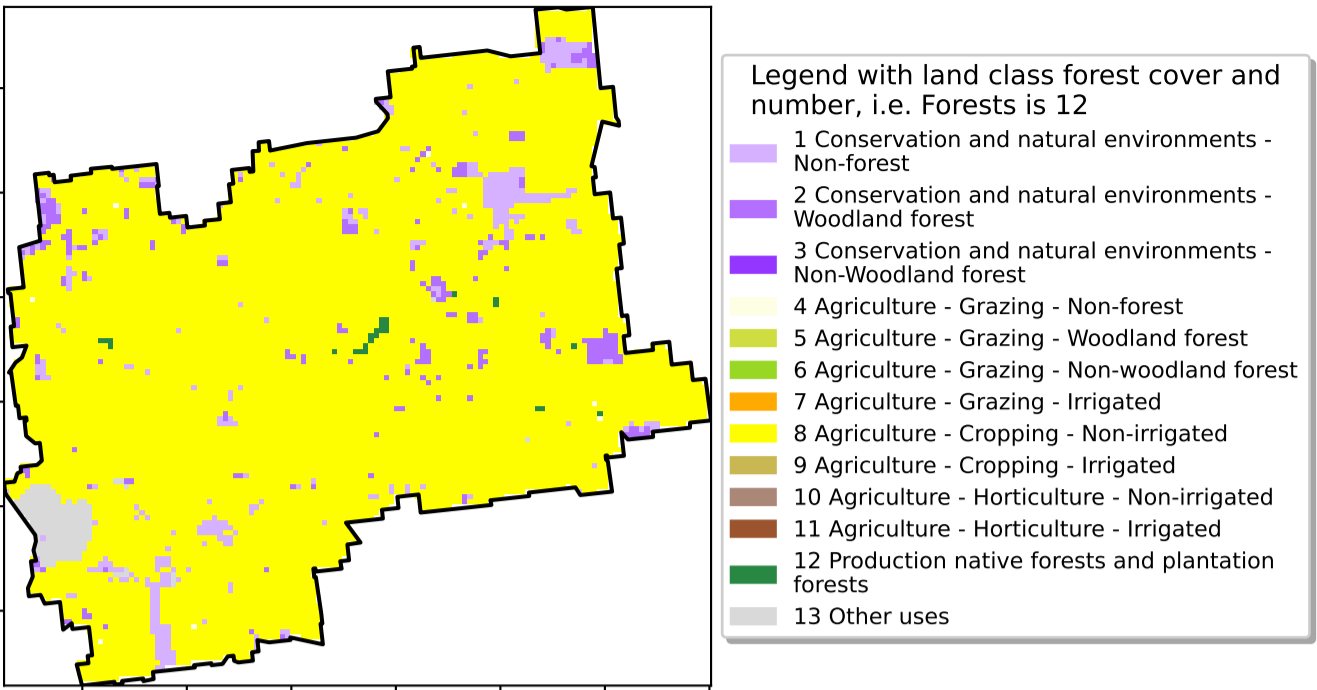 Legend with land class forest cover and
number, i.e. Forests is 12
1 Conservation and natural environments -
Non-forest
2 Conservation and natural environments -
Woodland forest
3 Conservation and natural environments -
Non-Woodland forest
4 Agriculture - Grazing - Non-forest
5 Agriculture - Grazing - Woodland forest
6 Agriculture - Grazing - Non-woodland forest
7 Agriculture - Grazing - Irrigated
8 Agriculture - Cropping - Non-irrigated
9 Agriculture - Cropping - Irrigated
10 Agriculture - Horticulture - Non-irrigated
11 Agriculture - Horticulture - Irrigated
12 Production native forests and plantation
forests
13 Other uses